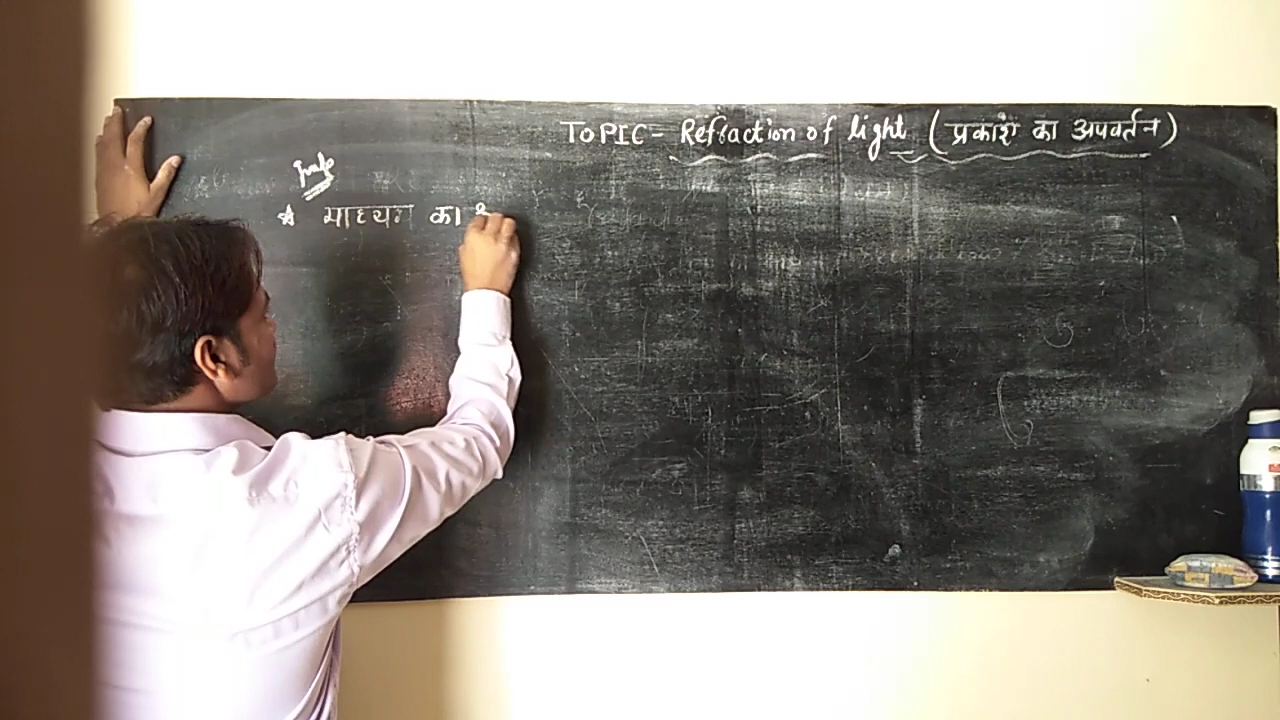 TOPIC- Refraction of light (प्रकाश का अपवर्तन)
माध्यम का